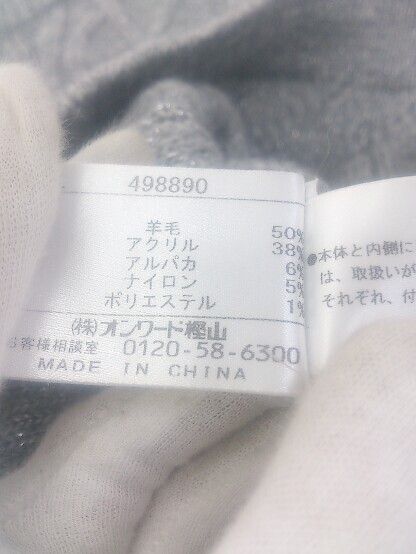 498890
羊毛 50%
アクリル 38%
アルパカ 6%
ナイロン 5%
ポリエステル 1%
(株)オンワード樫山
客様相談室 0120-58-6300
MADE IN CHINA
●本体と内側に
は、取扱いが
それぞれ、付